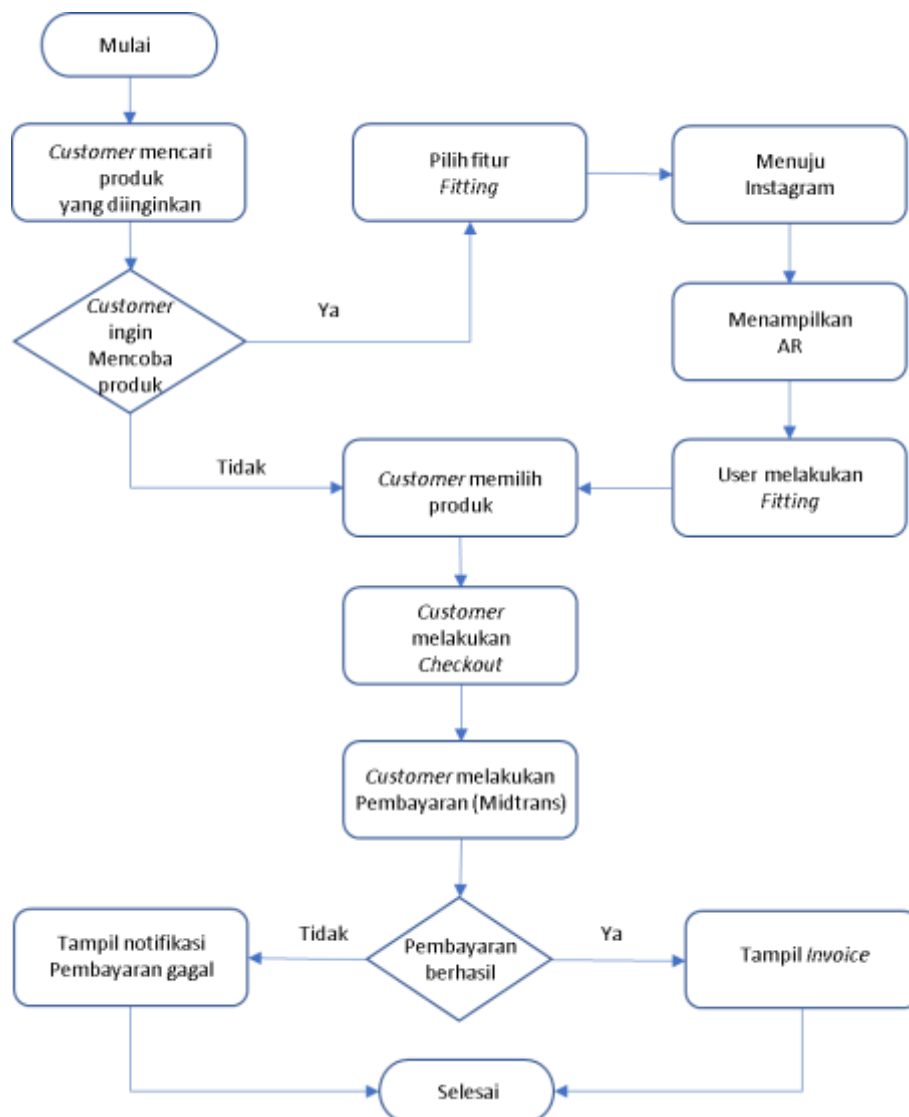 Mulai
Customer mencari
produk
yang diinginkan
Pilih fitur
Fitting
Menuju
Instagram
Customer
ingin
Mencoba
produk
Ya
Menampilkan
AR
Tidak
Customer memilih
produk
User melakukan
Fitting
Customer
melakukan
Checkout
Customer melakukan
Pembayaran (Midtrans)
Tampil notifikasi
Pembayaran gagal
Tidak
Pembayaran
berhasil
Ya
Tampil Invoice
Selesai